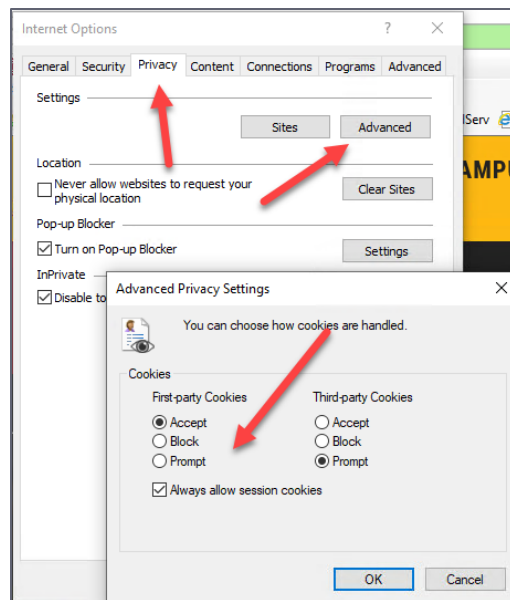 Internet Options
General Security Privacy Content Connections Programs Advanced
Settings
Sites Advanced
Serv
Location
Never allow websites to request your
physical location
Clear Sites
Pop-up Blocker
Turn on Pop-up Blocker
Settings
InPrivate
Disable to
Advanced Privacy Settings
You can choose how cookies are handled.
Cookies
First-party Cookies Third-party Cookies
Accept Accept
Block Block
Prompt Prompt
Always allow session cookies
OK Cancel